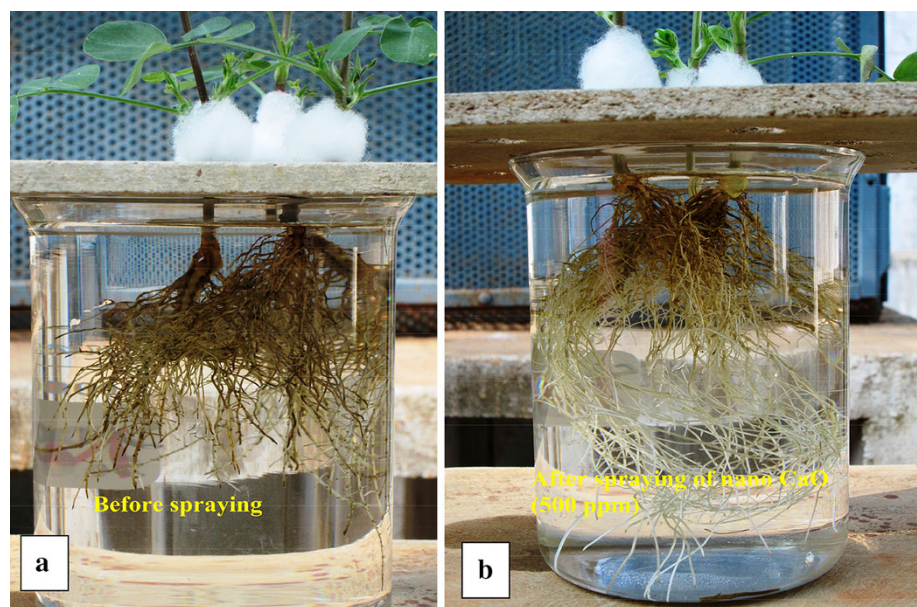 Before spraying
a
After spraying of nano CaO
(500 ppm)
b